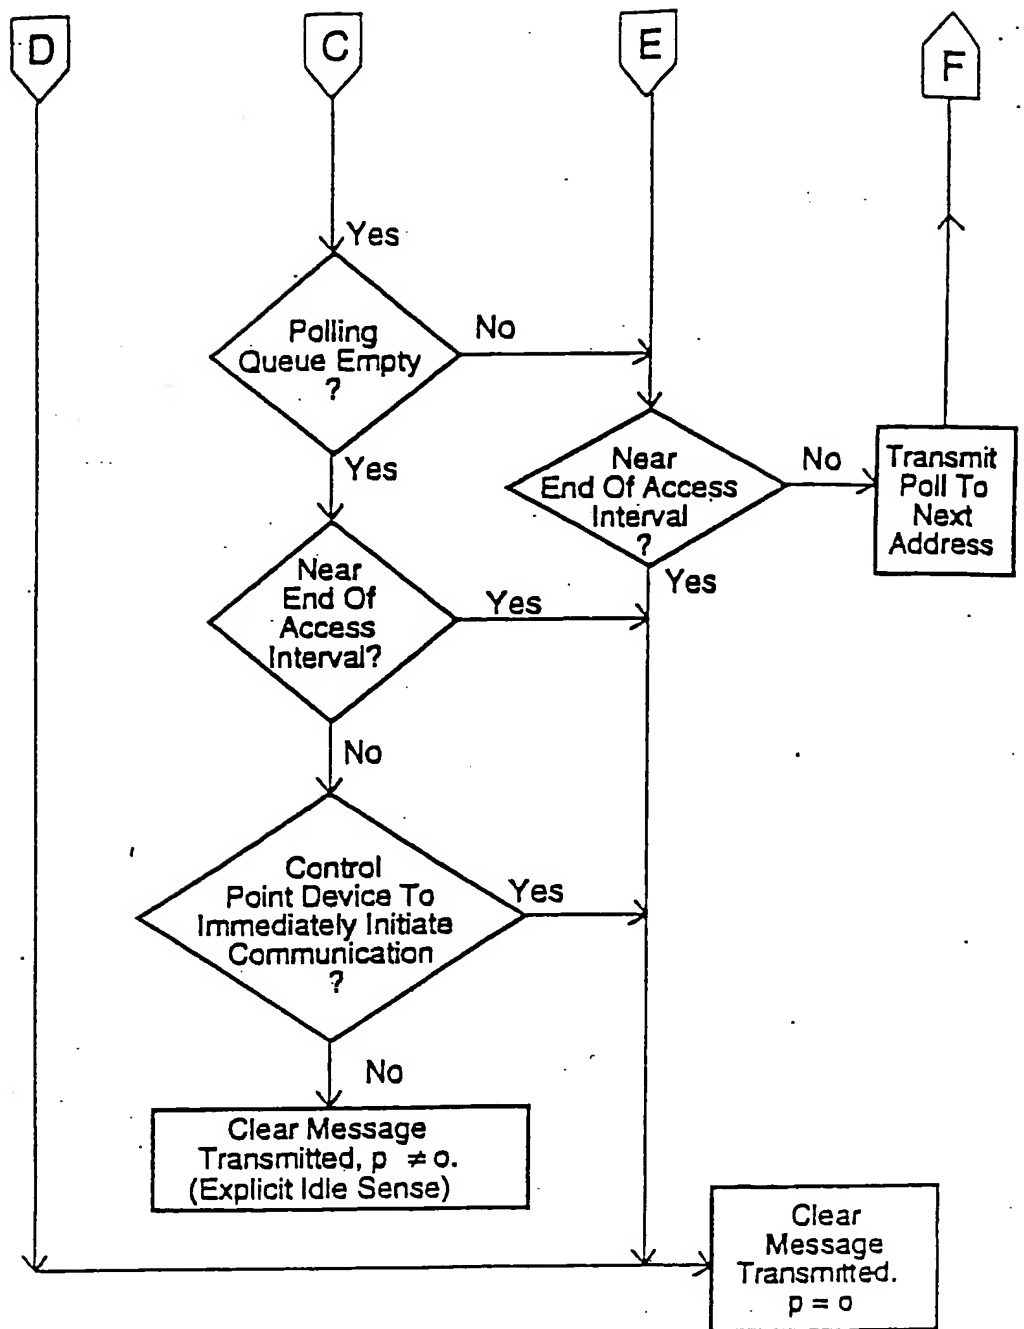 D
C
E
F
Yes
Polling
Queue Empty
?
No
Yes
Near
End Of Access
Interval
?
No
Yes
Transmit
Poll To
Next
Address
Near
End Of
Access
Interval?
Yes
No
Control
Point Device To
Immediately Initiate
Communication
?
Yes
No
Clear Message
Transmitted, p ≠ o.
(Explicit Idle Sense)
Clear
Message
Transmitted.
p = o